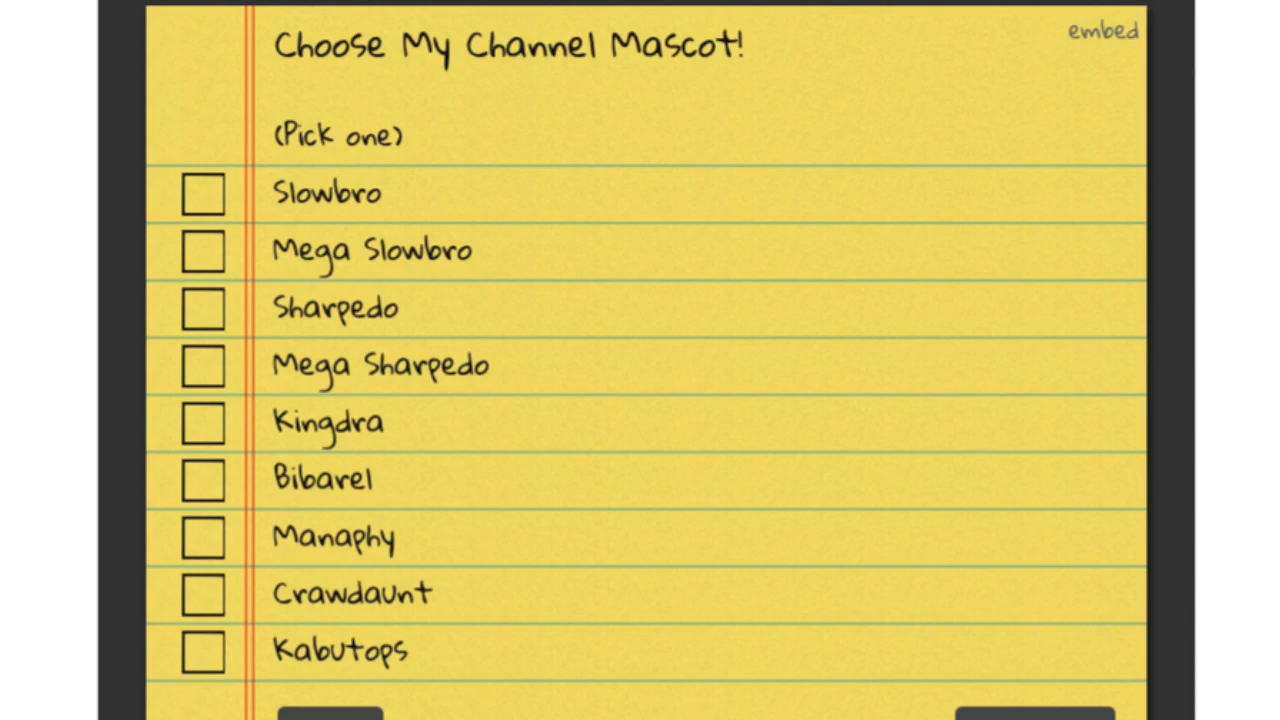 embed
Choose My Channel Mascot!
(Pick one)
Slowbro
Mega Slowbro
Sharpedo
Mega Sharpedo
Kingdra
Bibarel
Manaphy
Crawdaunt
Kabutops